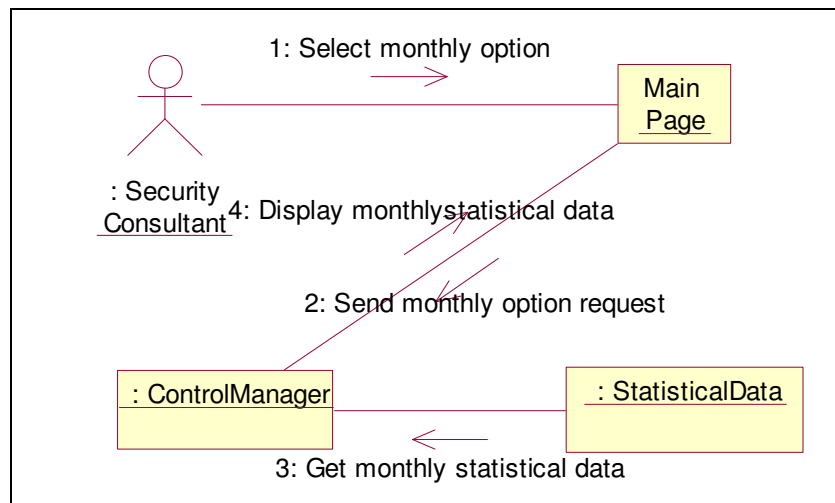 1: Select monthly option
Main
Page
: Security
Consultant
4: Display monthlystatistical data
2: Send monthly option request
: ControlManager
: StatisticalData
3: Get monthly statistical data